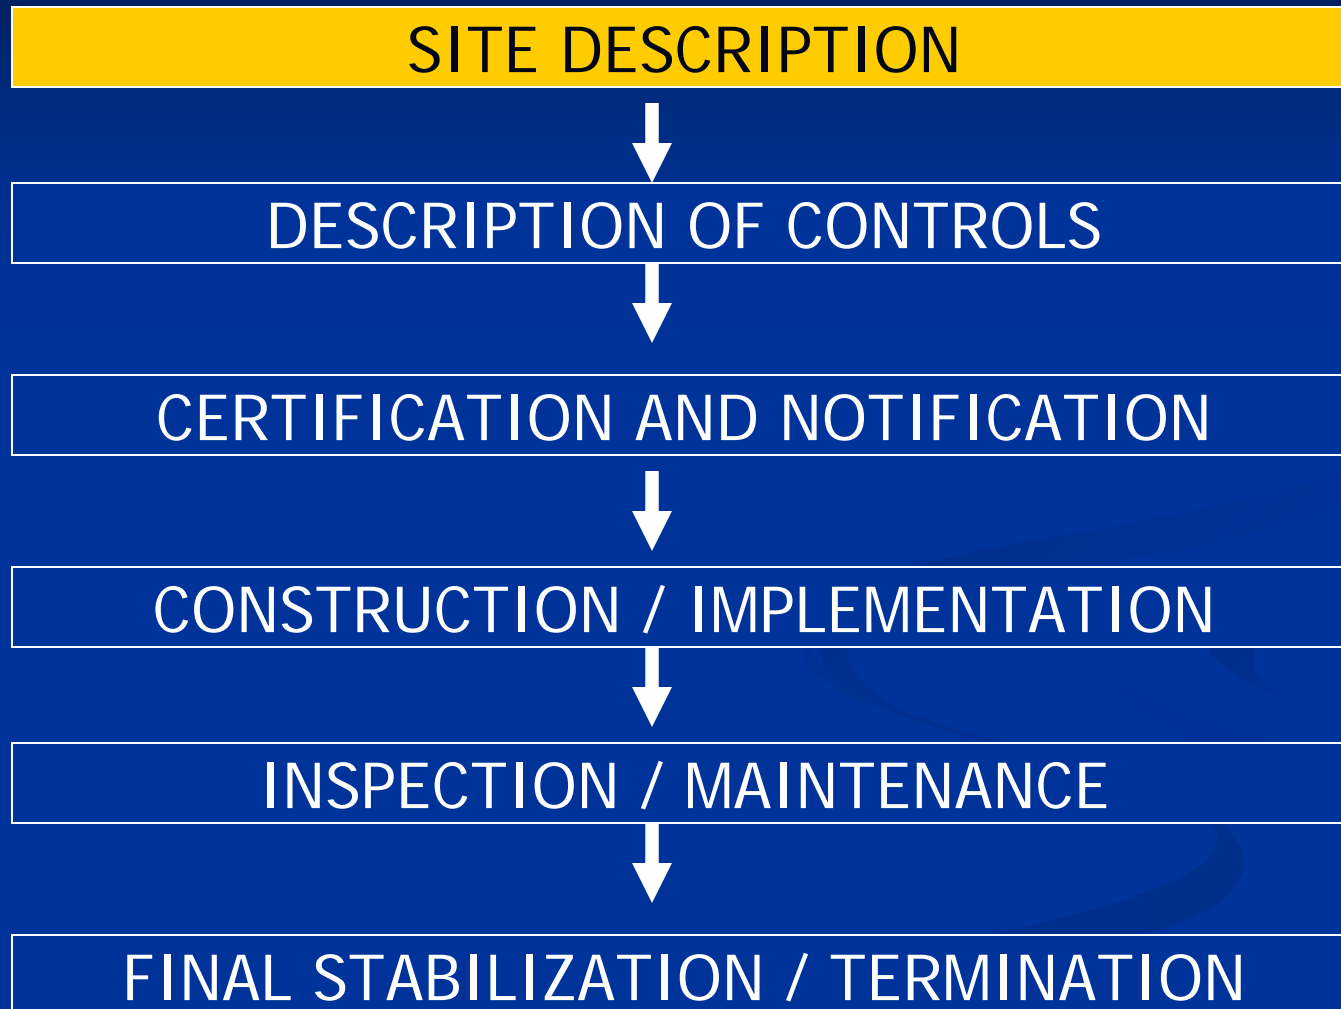 SITE DESCRIPTION
DESCRIPTION OF CONTROLS
CERTIFICATION AND NOTIFICATION
CONSTRUCTION / IMPLEMENTATION
INSPECTION / MAINTENANCE
FINAL STABILIZATION / TERMINATION